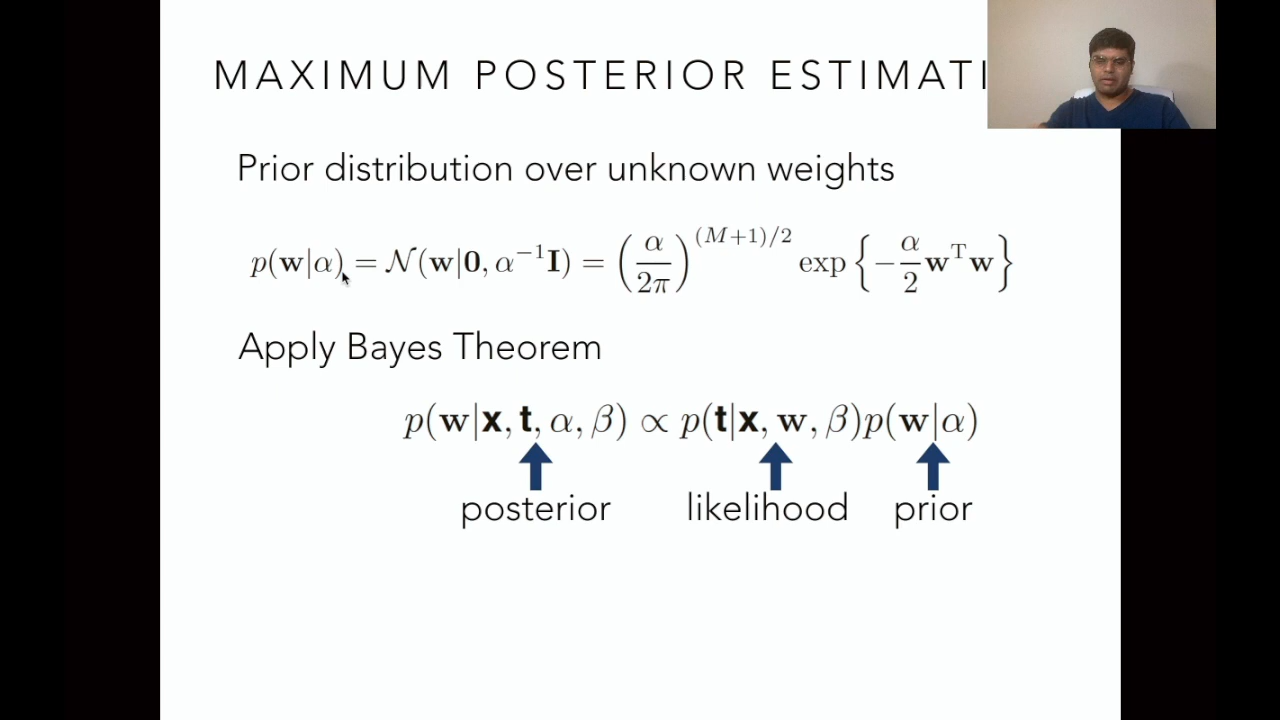 MAXIMUM POSTERIOR ESTIMATI
Prior distribution over unknown weights
p(w|α) = 𝒩(w|0, α⁻¹I) = (α/2π)^(M+1)/2 exp{−α/2 wᵀw}
Apply Bayes Theorem
p(w|x, t, α, β) ∝ p(t|x, w, β)p(w|α)
posterior likelihood prior